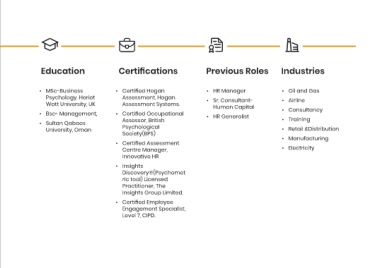 Education
MSc-Business
Psychology. Heriot
Watt University, UK
Bsc- Management,
Sultan Qaboos
University, Oman
Certifications
Certified Hogan
Assessment, Hogan
Assessment Systems.
Certified Occupational
Assessor, British
Psychological
Society(BPS)
Certified Assessment
Centre Manager,
Innovative HR
Insights
Discovery®(Psychomet
ric tool) Licensed
Practitioner, The
Insights Group Limited.
Certified Employee
Engagement Specialist,
Level 7, CIPD.
Previous Roles
HR Manager
Sr. Consultant-
Human Capital
HR Generalist
Industries
Oil and Gas
Airline
Consultancy
Training
Retail &Distribution
Manufacturing
Electricity